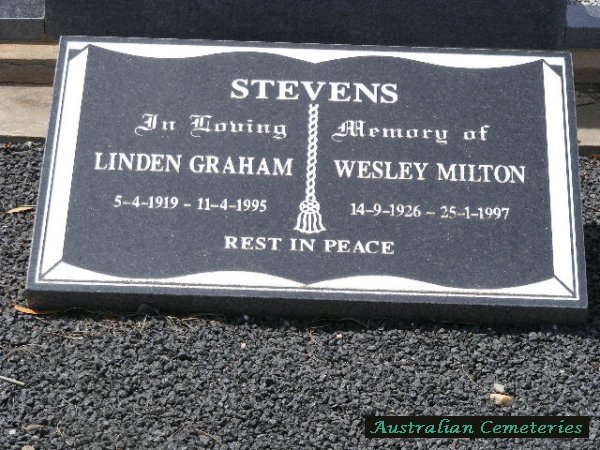 STEVENS
In Loving Memory of
LINDEN GRAHAM WESLEY MILTON
5-4-1919 - 11-4-1995 14-9-1926 - 25-1-1997
REST IN PEACE
Australian Cemeteries